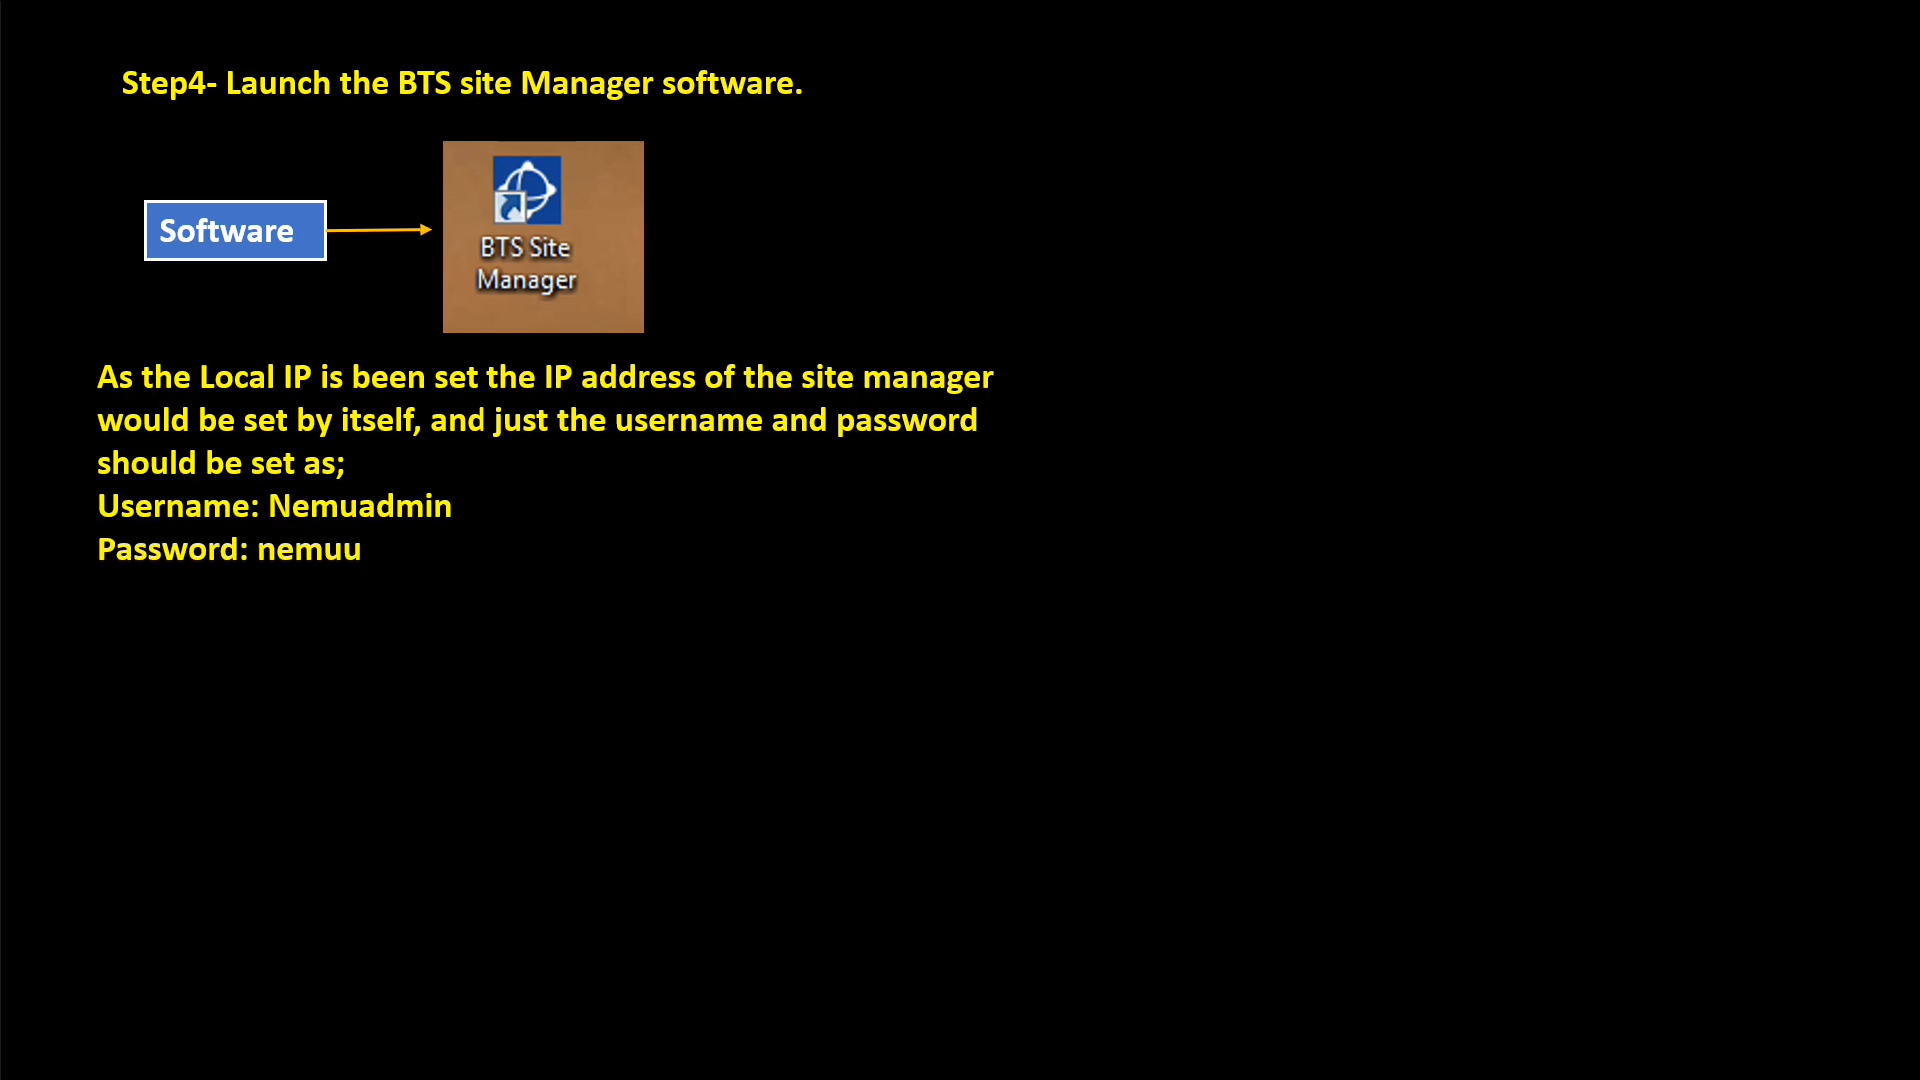 Step4- Launch the BTS site Manager software.
Software
BTS Site
Manager
As the Local IP is been set the IP address of the site manager
would be set by itself, and just the username and password
should be set as;
Username: Nemuadmin
Password: nemuu